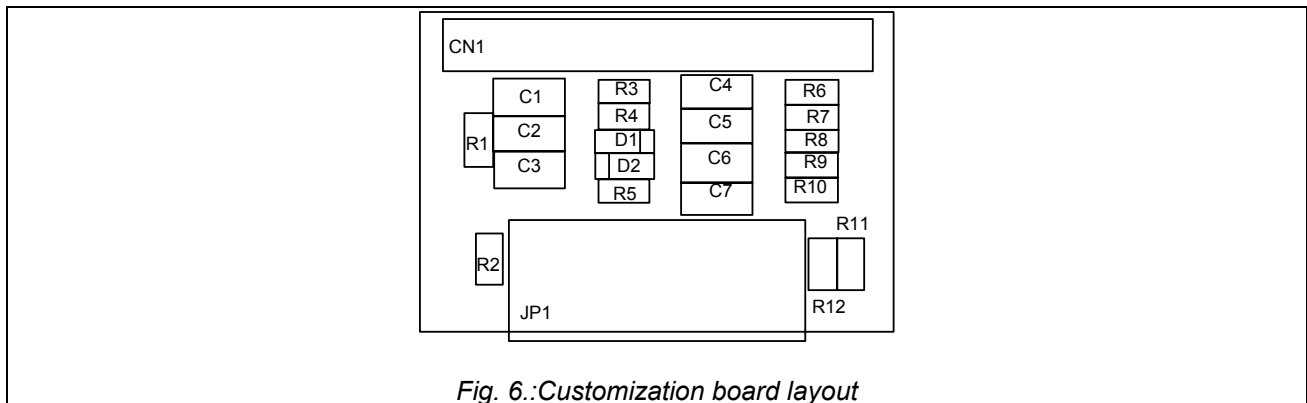 CN1
C1
C2
C3
R1
R3
R4
D1
D2
R5
C4
C5
C6
C7
R6
R7
R8
R9
R10
R2
JP1
R11
R12
Fig. 6.:Customization board layout